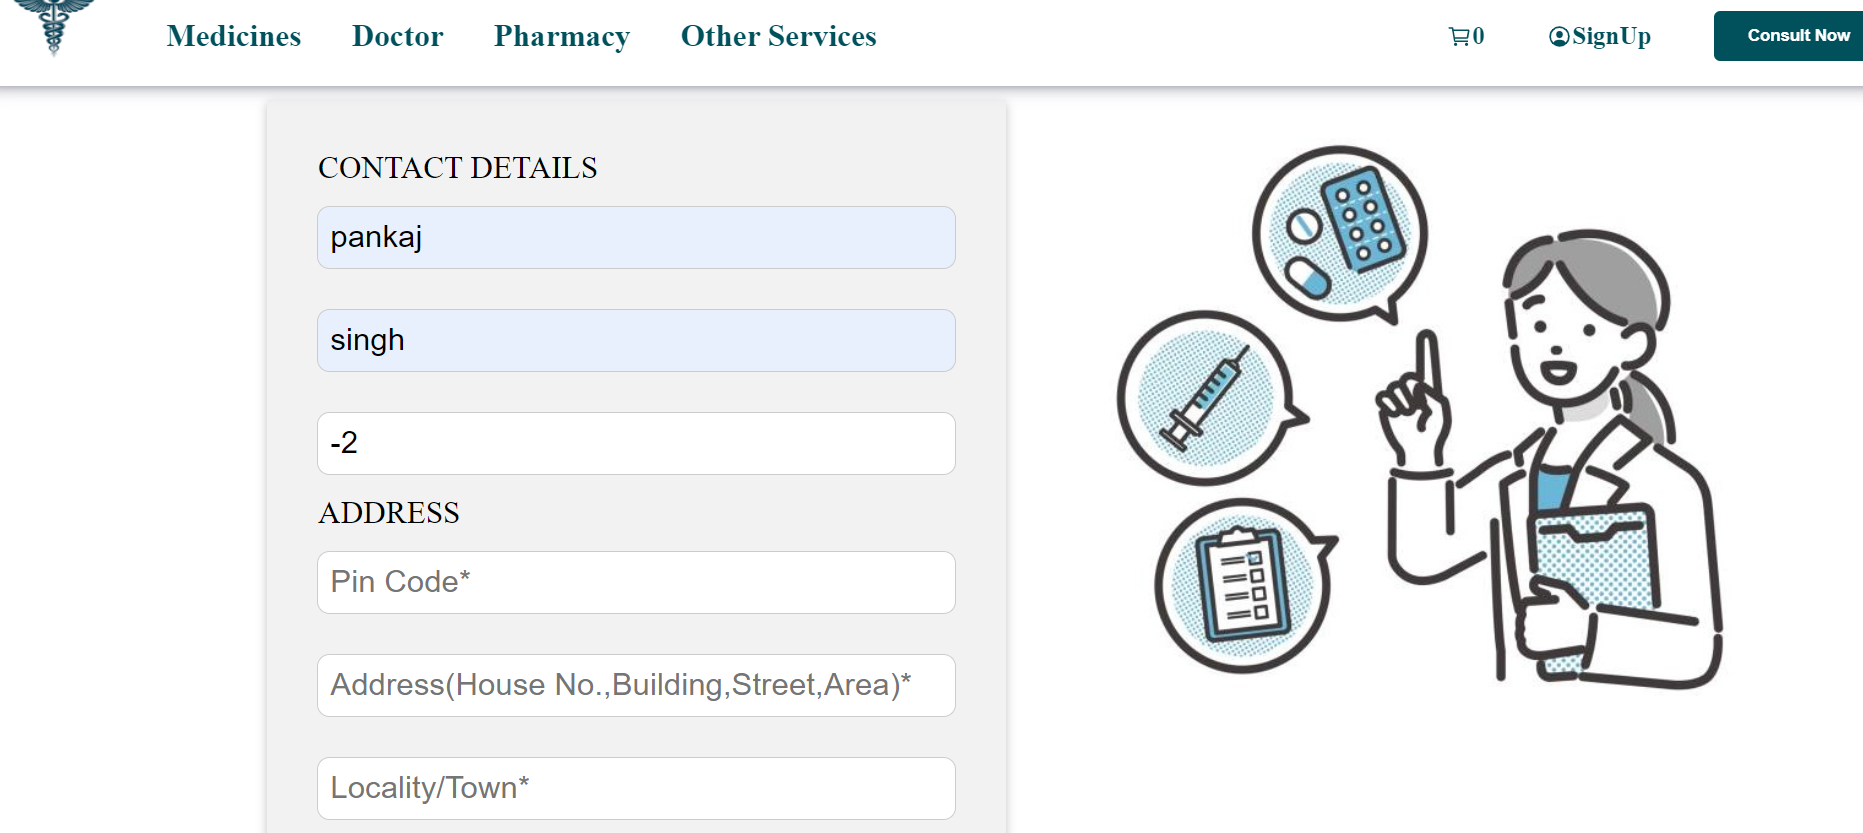 Medicines Doctor Pharmacy Other Services 0 SignUp Consult Now
CONTACT DETAILS
pankaj
singh
-2
ADDRESS
Pin Code*
Address(House No.,Building,Street,Area)*
Locality/Town*